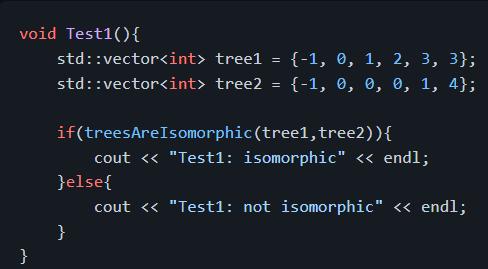 void Test1(){
    std::vector<int> tree1 = {-1, 0, 1, 2, 3, 3};
    std::vector<int> tree2 = {-1, 0, 0, 0, 1, 4};

    if(treesAreIsomorphic(tree1,tree2)){
        cout << "Test1: isomorphic" << endl;
    }else{
        cout << "Test1: not isomorphic" << endl;
    }
}